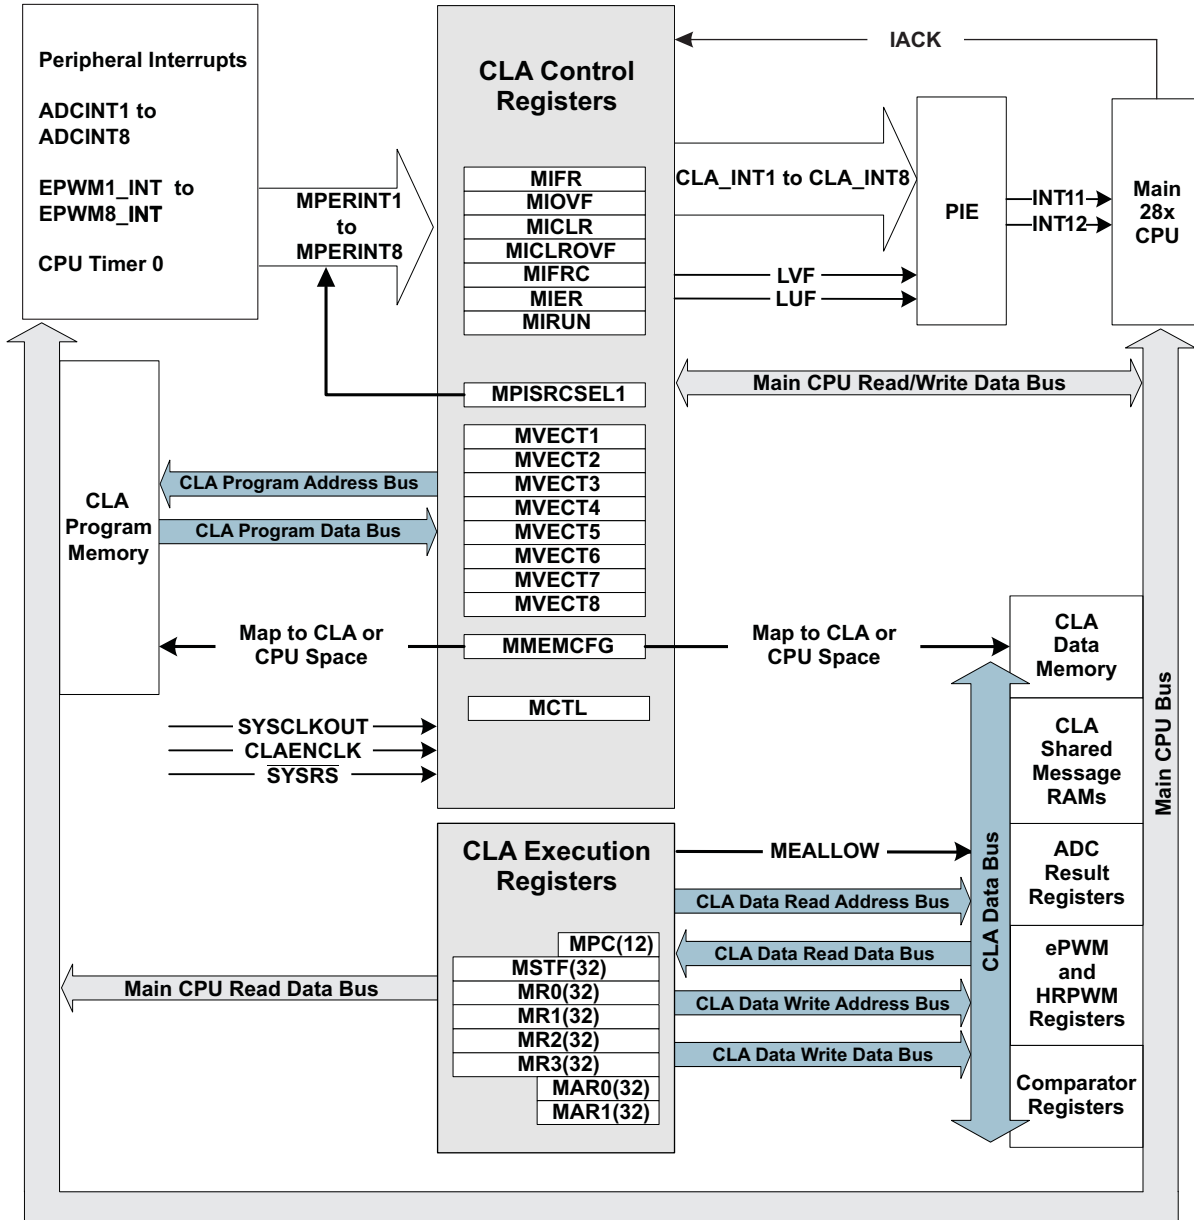 Peripheral Interrupts
ADCINT1 to
ADCINT8
EPWM1_INT to
EPWM8_INT
CPU Timer 0
MPERINT1
to
MPERINT8
CLA Control
Registers
MIFR
MIOVF
MICLR
MICLROVF
MIFRC
MIER
MIRUN
MPISRCSEL1
MVECT1
MVECT2
MVECT3
MVECT4
MVECT5
MVECT6
MVECT7
MVECT8
MMEMCFG
MCTL
IACK
CLA_INT1 to CLA_INT8
LVF
LUF
PIE
INT11
INT12
Main
28x
CPU
Main CPU Read/Write Data Bus
CLA
Program
Memory
CLA Program Address Bus
CLA Program Data Bus
Map to CLA or
CPU Space
Map to CLA or
CPU Space
SYSCLKOUT
CLAENCLK
SYSRS
CLA
Data
Memory
CLA
Shared
Message
RAMs
ADC
Result
Registers
ePWM
and
HRPWM
Registers
Comparator
Registers
Main CPU Bus
CLA Data Bus
CLA Execution
Registers
MPC(12)
MSTF(32)
MR0(32)
MR1(32)
MR2(32)
MR3(32)
MAR0(32)
MAR1(32)
MEALLOW
CLA Data Read Address Bus
CLA Data Read Data Bus
CLA Data Write Address Bus
CLA Data Write Data Bus
Main CPU Read Data Bus